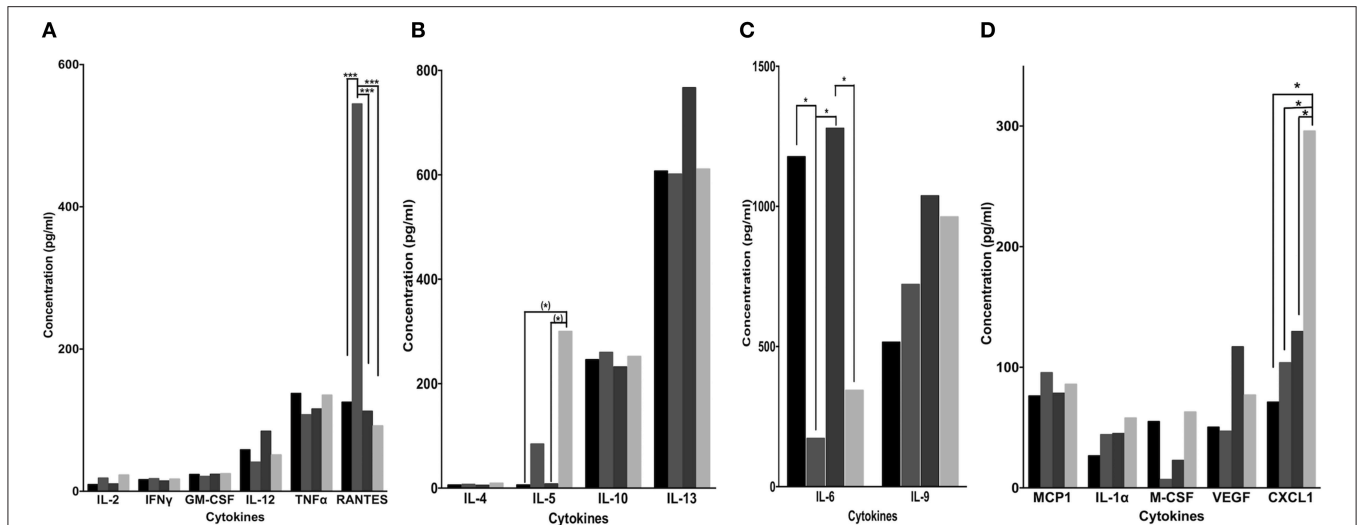 A
Concentration (pg/ml)
600
400
200
0
***
***
***
IL-2 IFNγ GM-CSF IL-12 TNFα RANTES
Cytokines
B
Concentration (pg/ml)
800
600
400
200
0
(*)
(*)
IL-4 IL-5 IL-10 IL-13
Cytokines
C
Concentration (pg/ml)
1500
1000
500
0
*
*
*
IL-6 IL-9
Cytokines
D
Concentration (pg/ml)
300
200
100
0
*
*
*
MCP1 IL-1α M-CSF VEGF CXCL1
Cytokines